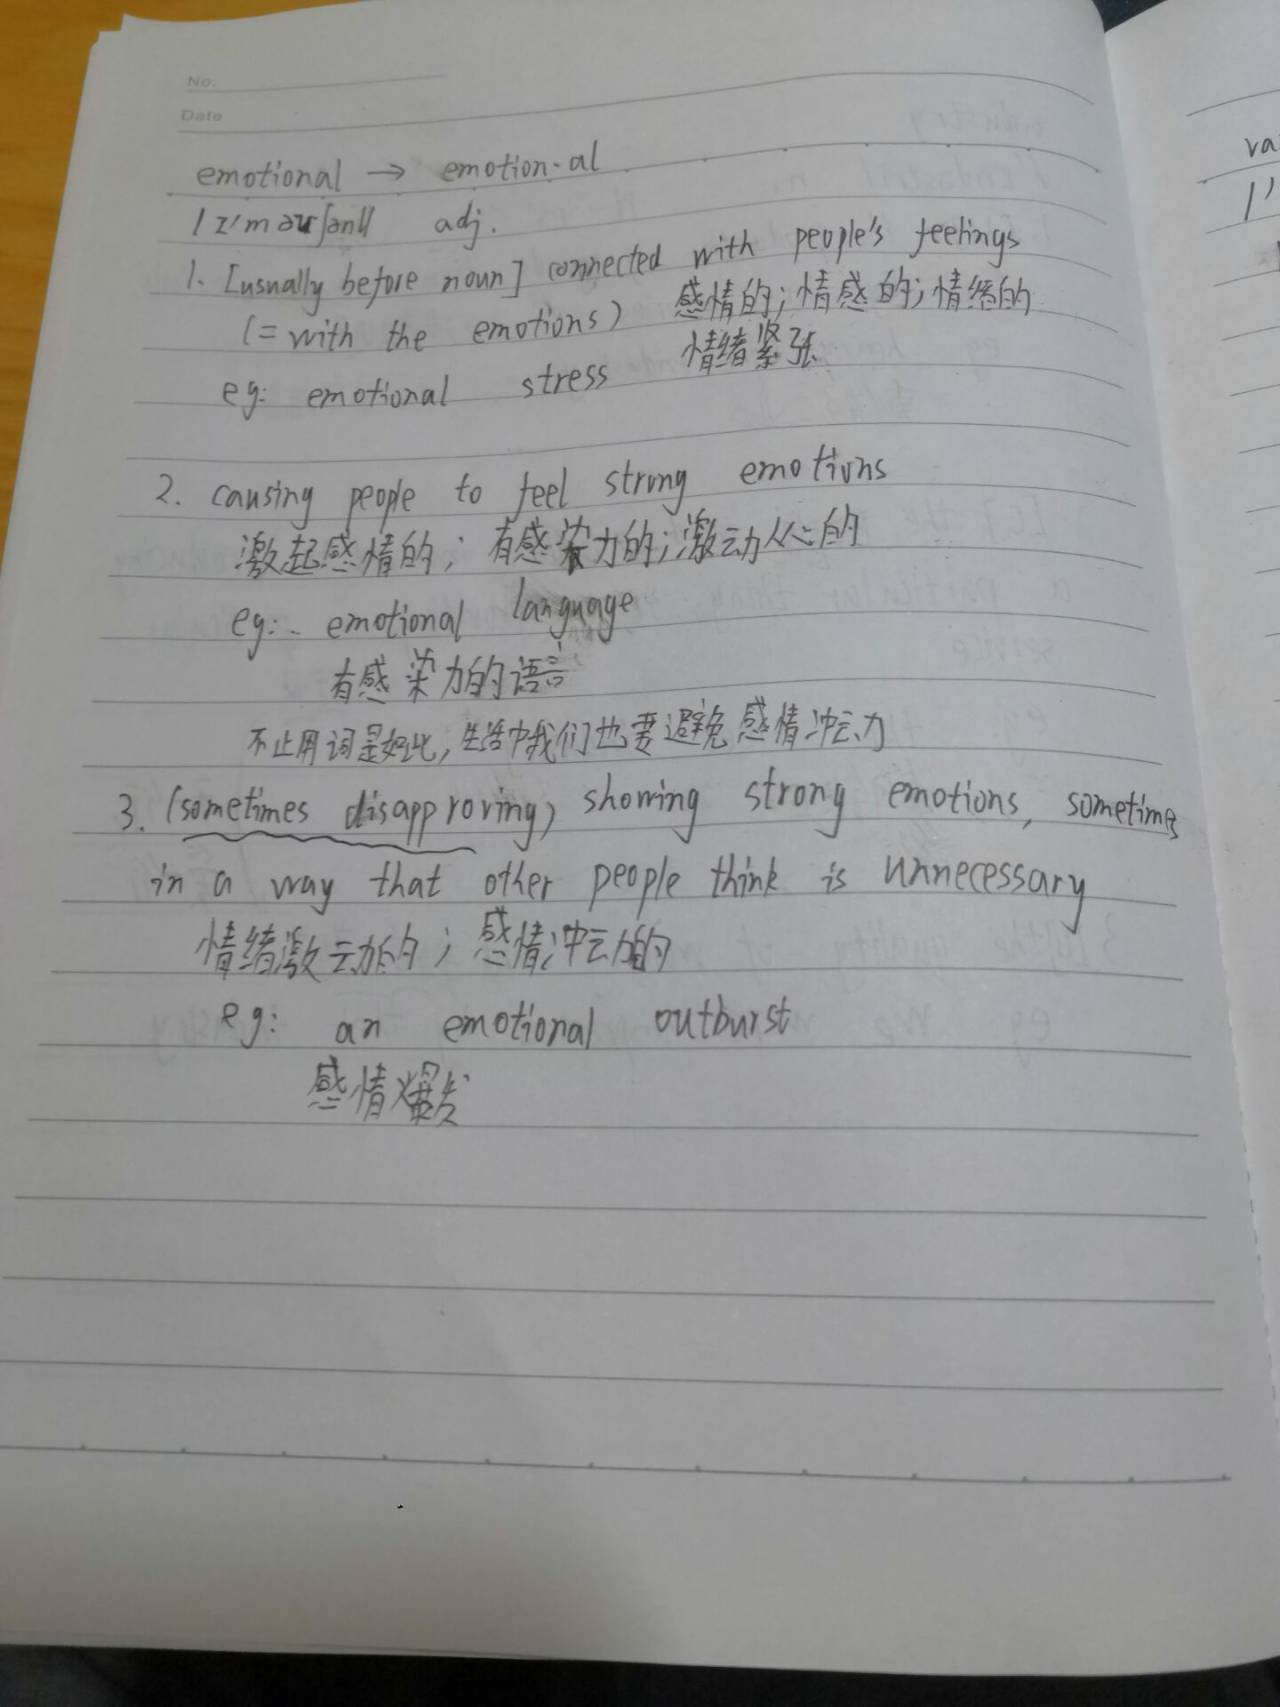 No.
Date
emotional → emotion·al
/ɪ'məʊʃənl/ adj.
1. [usually before noun] connected with people's feelings
(= with the emotions) 感情的；情感的；情绪的
eg: emotional stress 情绪紧张
2. causing people to feel strong emotions
激起感情的；有感染力的；激动人心的
eg: emotional language
有感染力的语言
不止用词是如此，生活中我们也要避免感情冲动
3. (sometimes disapproving) showing strong emotions, sometimes
in a way that other people think is unnecessary
情绪激动的；感情冲动的
eg: an emotional outburst
感情爆发
va